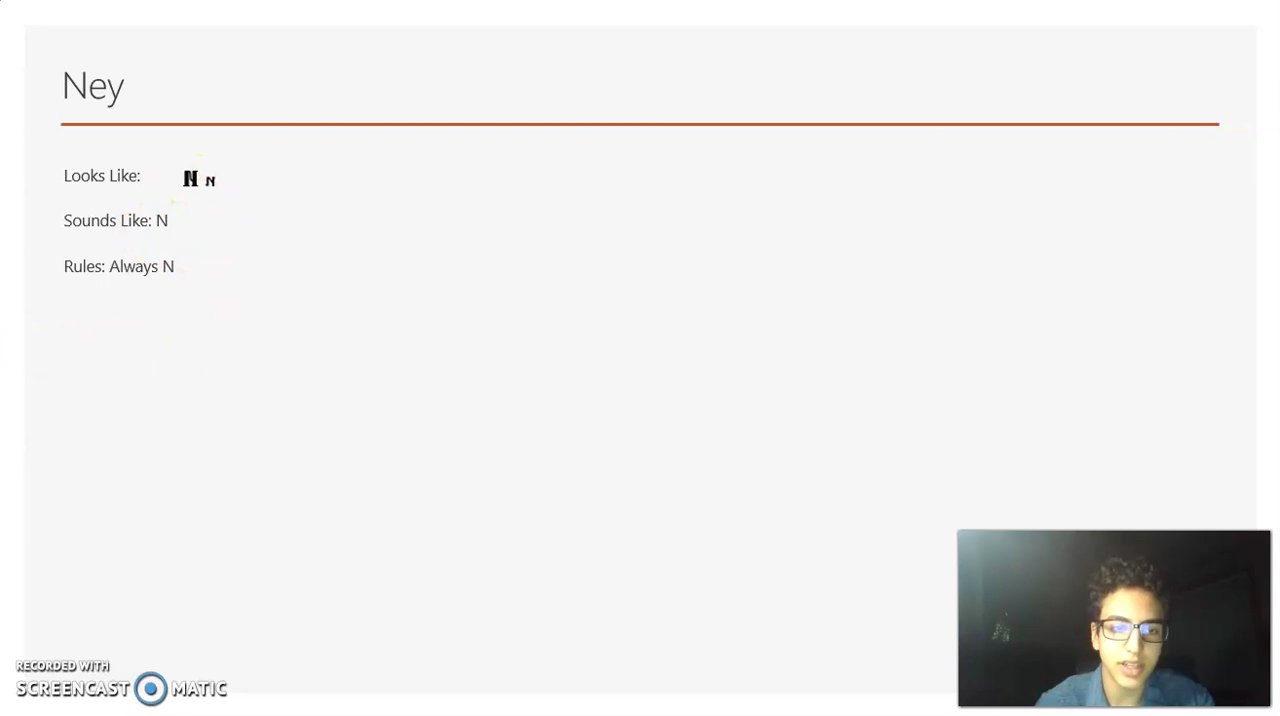 Ney
Looks Like: Ⲛ ⲛ
Sounds Like: N
Rules: Always N
RECORDED WITH
SCREENCAST MATIC